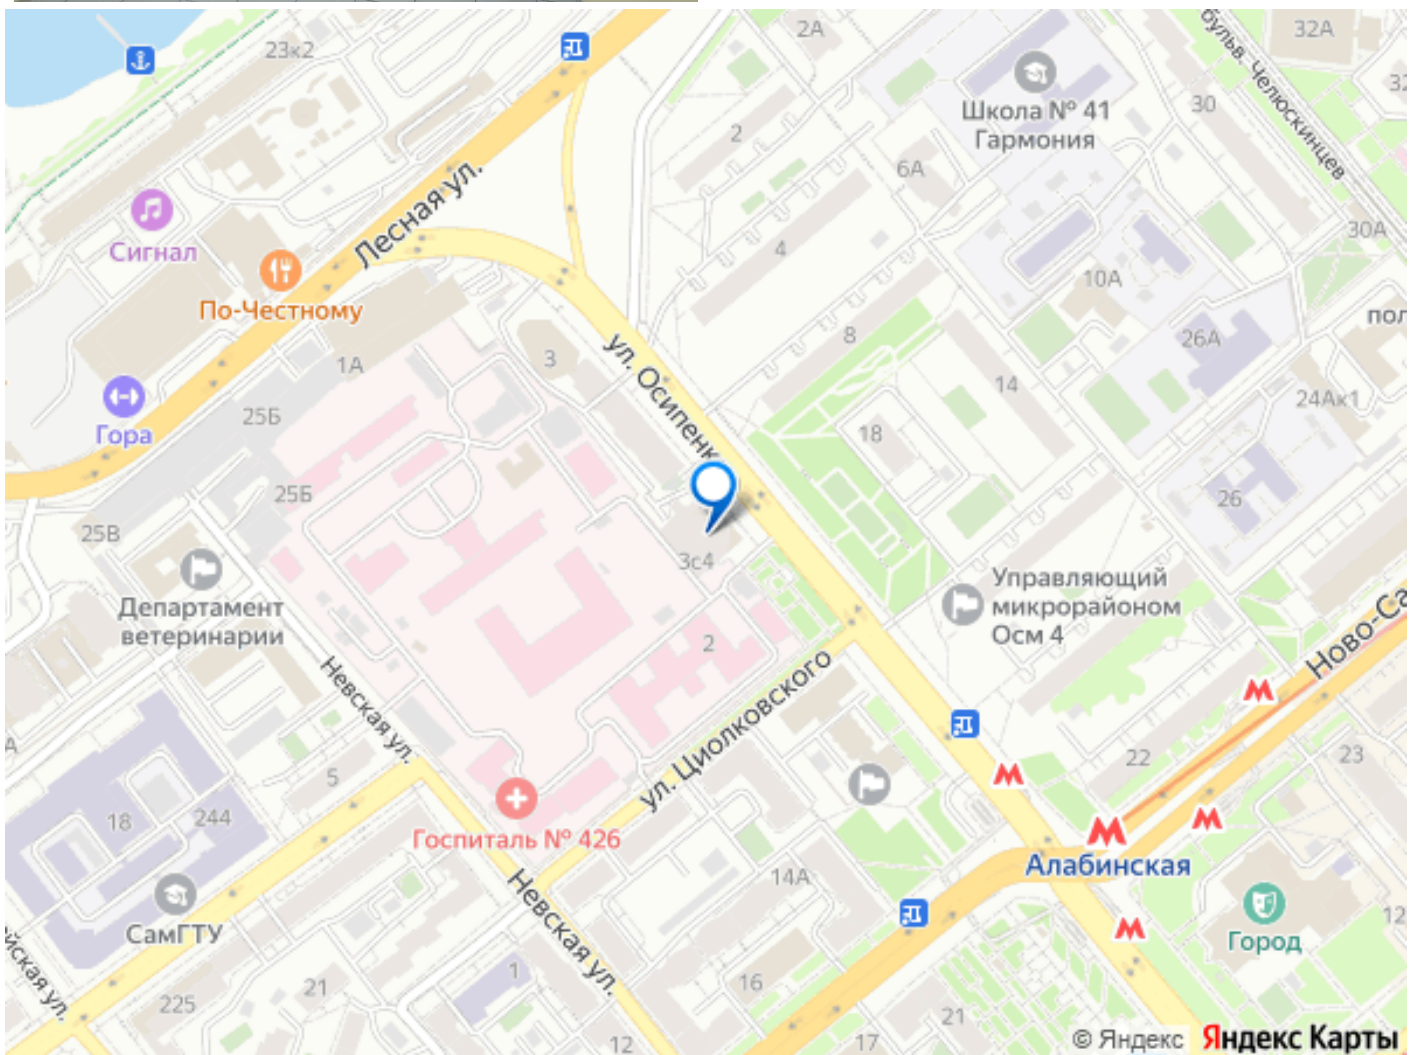 23к2
2А
32А
бульв. Челюскинцев
Школа № 41
Гармония
30
32
2
6А
Лесная ул.
30А
Сигнал
4
10А
По-Честному
пол
ул. Осипенк
8
26А
3
1А
14
24Ак1
25Б
Гора
18
25Б
26
25В
3с4
Управляющий
микрорайоном
Осм 4
Департамент
ветеринарии
Ново-Са
2
Невская ул.
ул. Циолковского
А
22
23
5
18
244
Госпиталь № 426
Алабинская
14А
12
СамГТУ
Город
Невская ул.
йская ул.
1
16
21
225
21
17
12
© Яндекс Яндекс Карты